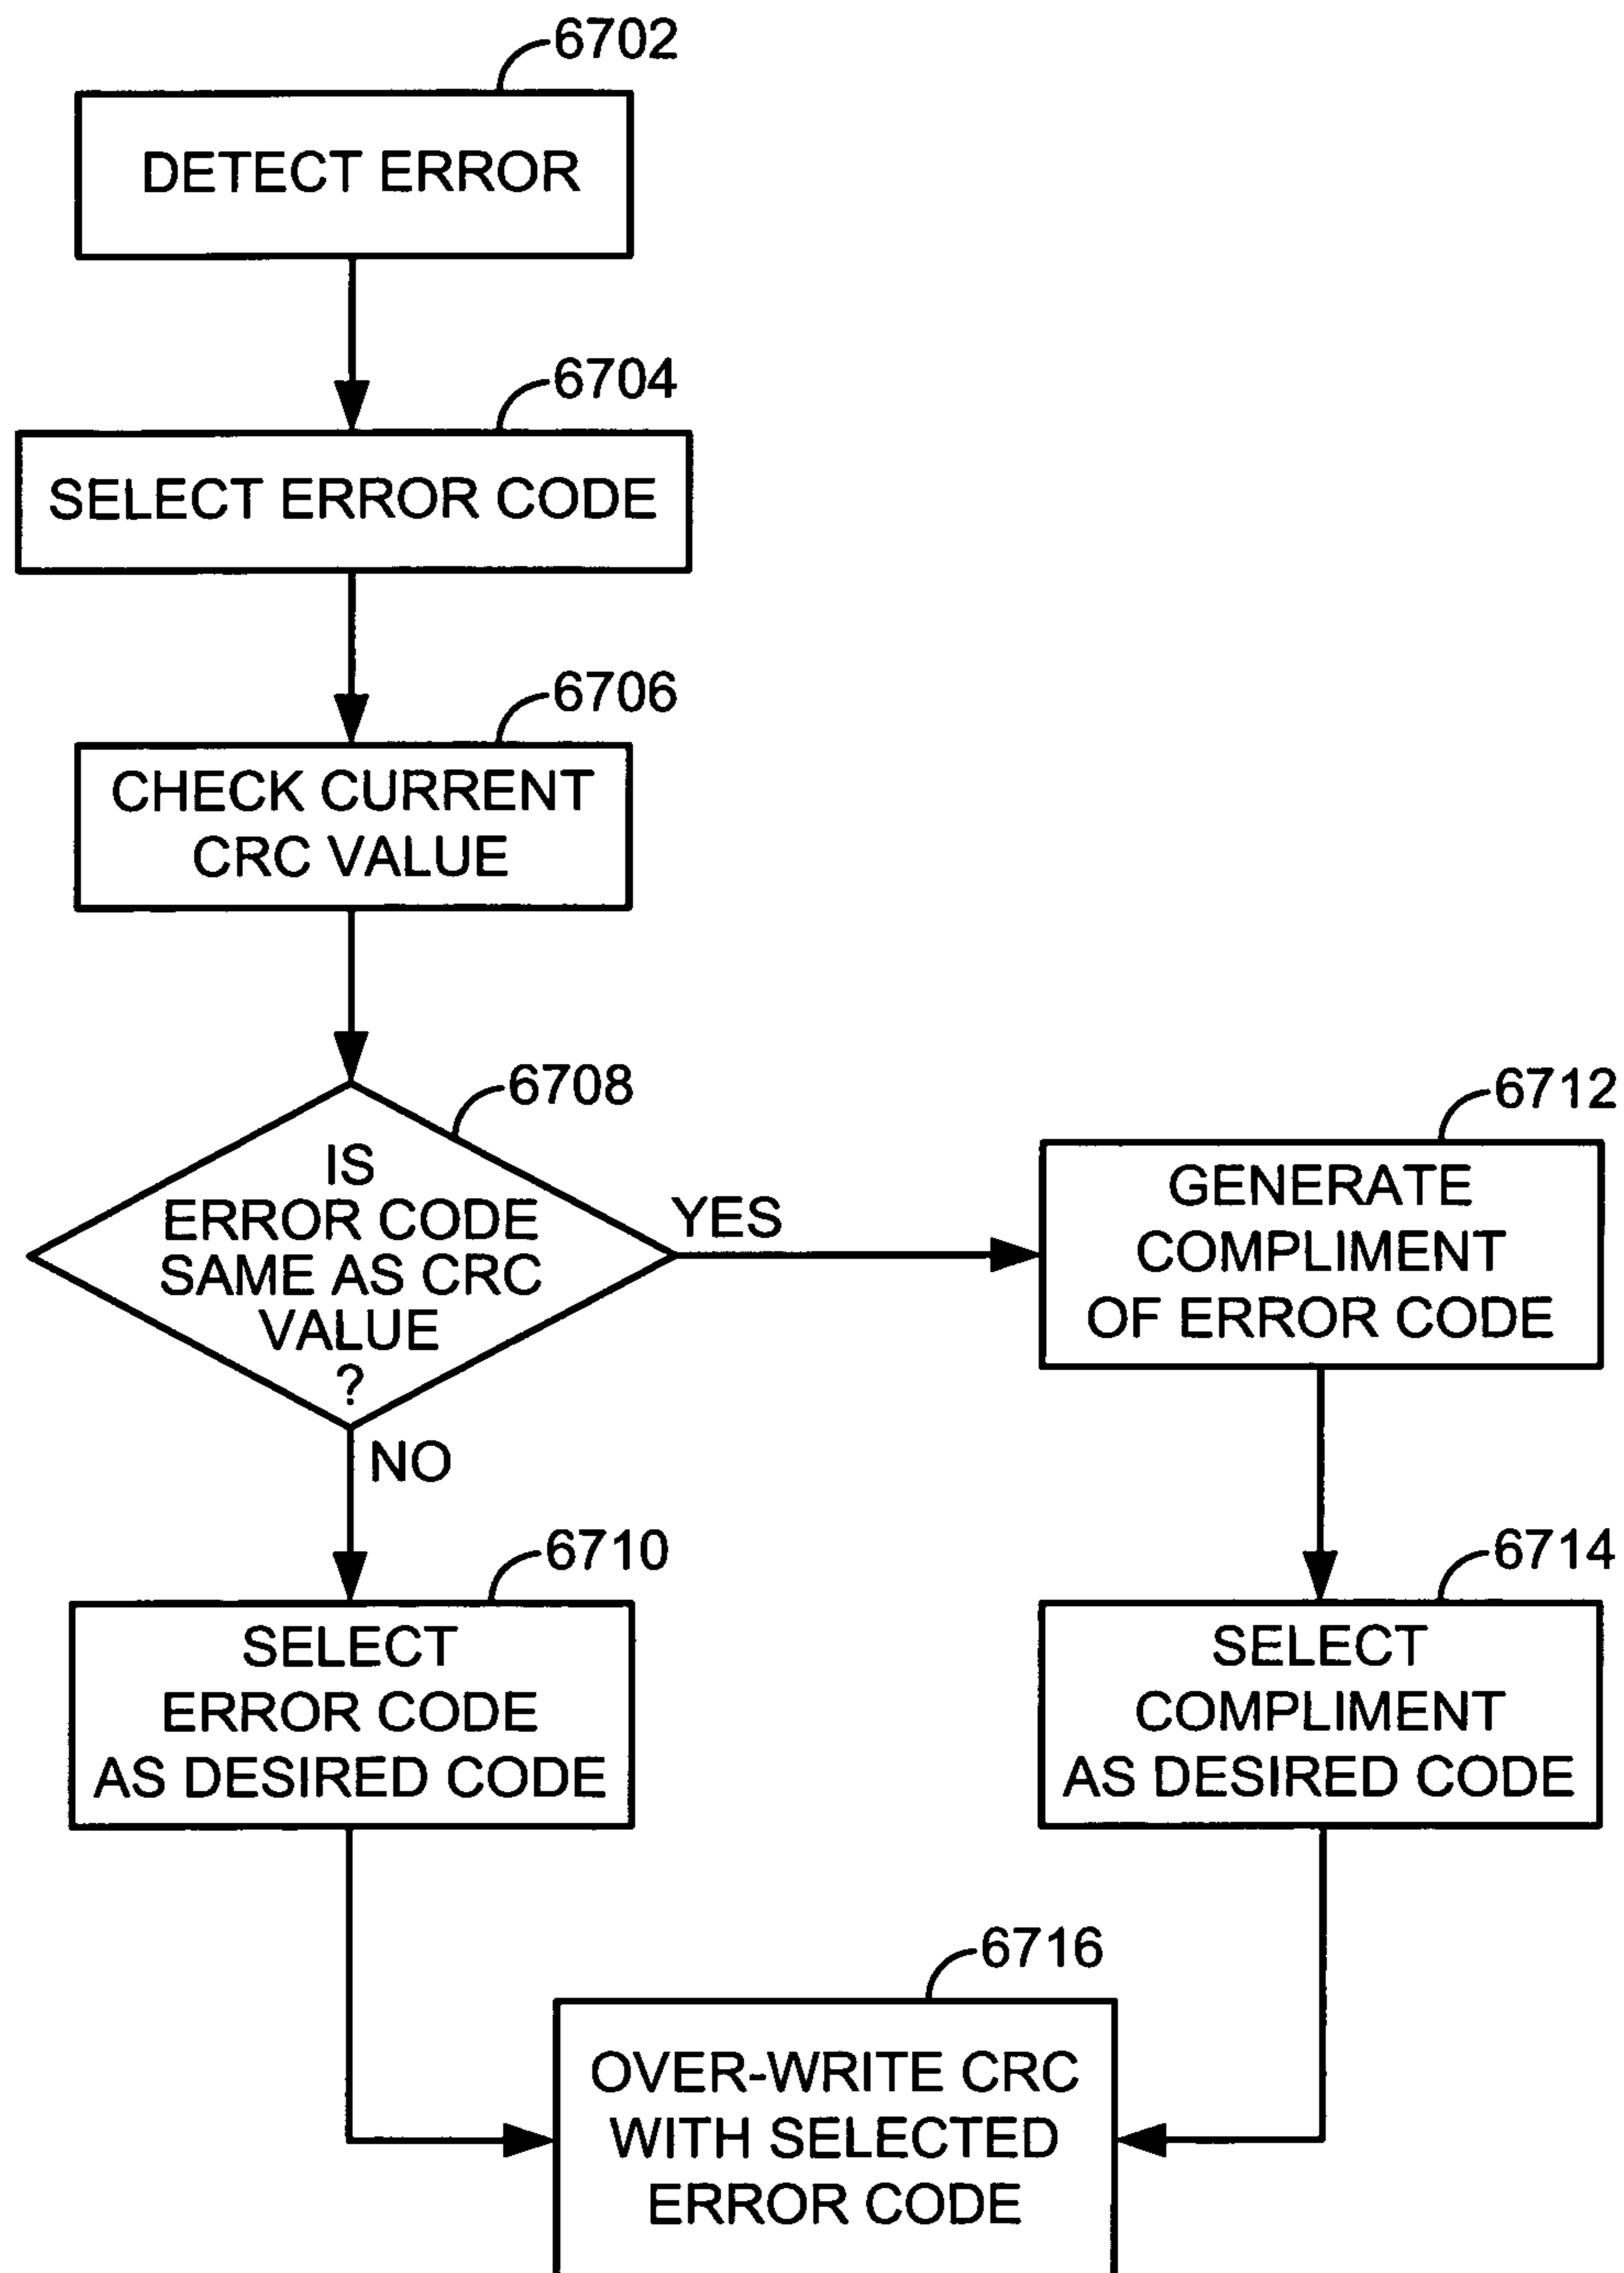 6702
DETECT ERROR
6704
SELECT ERROR CODE
6706
CHECK CURRENT
CRC VALUE
6708
IS
ERROR CODE
SAME AS CRC
VALUE
?
YES
NO
6712
GENERATE
COMPLIMENT
OF ERROR CODE
6710
SELECT
ERROR CODE
AS DESIRED CODE
6714
SELECT
COMPLIMENT
AS DESIRED CODE
6716
OVER-WRITE CRC
WITH SELECTED
ERROR CODE